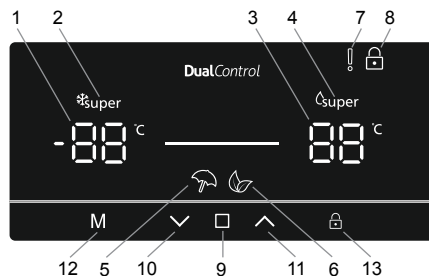 1 2 3 4 7 8
DualControl
super super
-88 °C 88 °C
M
12 5 10 9 11 6 13